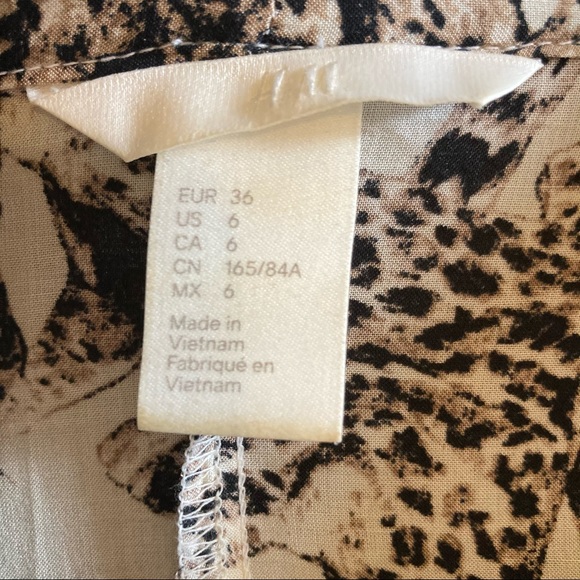 EUR 36
US 6
CA 6
CN 165/84A
MX 6
Made in
Vietnam
Fabriqué en
Vietnam